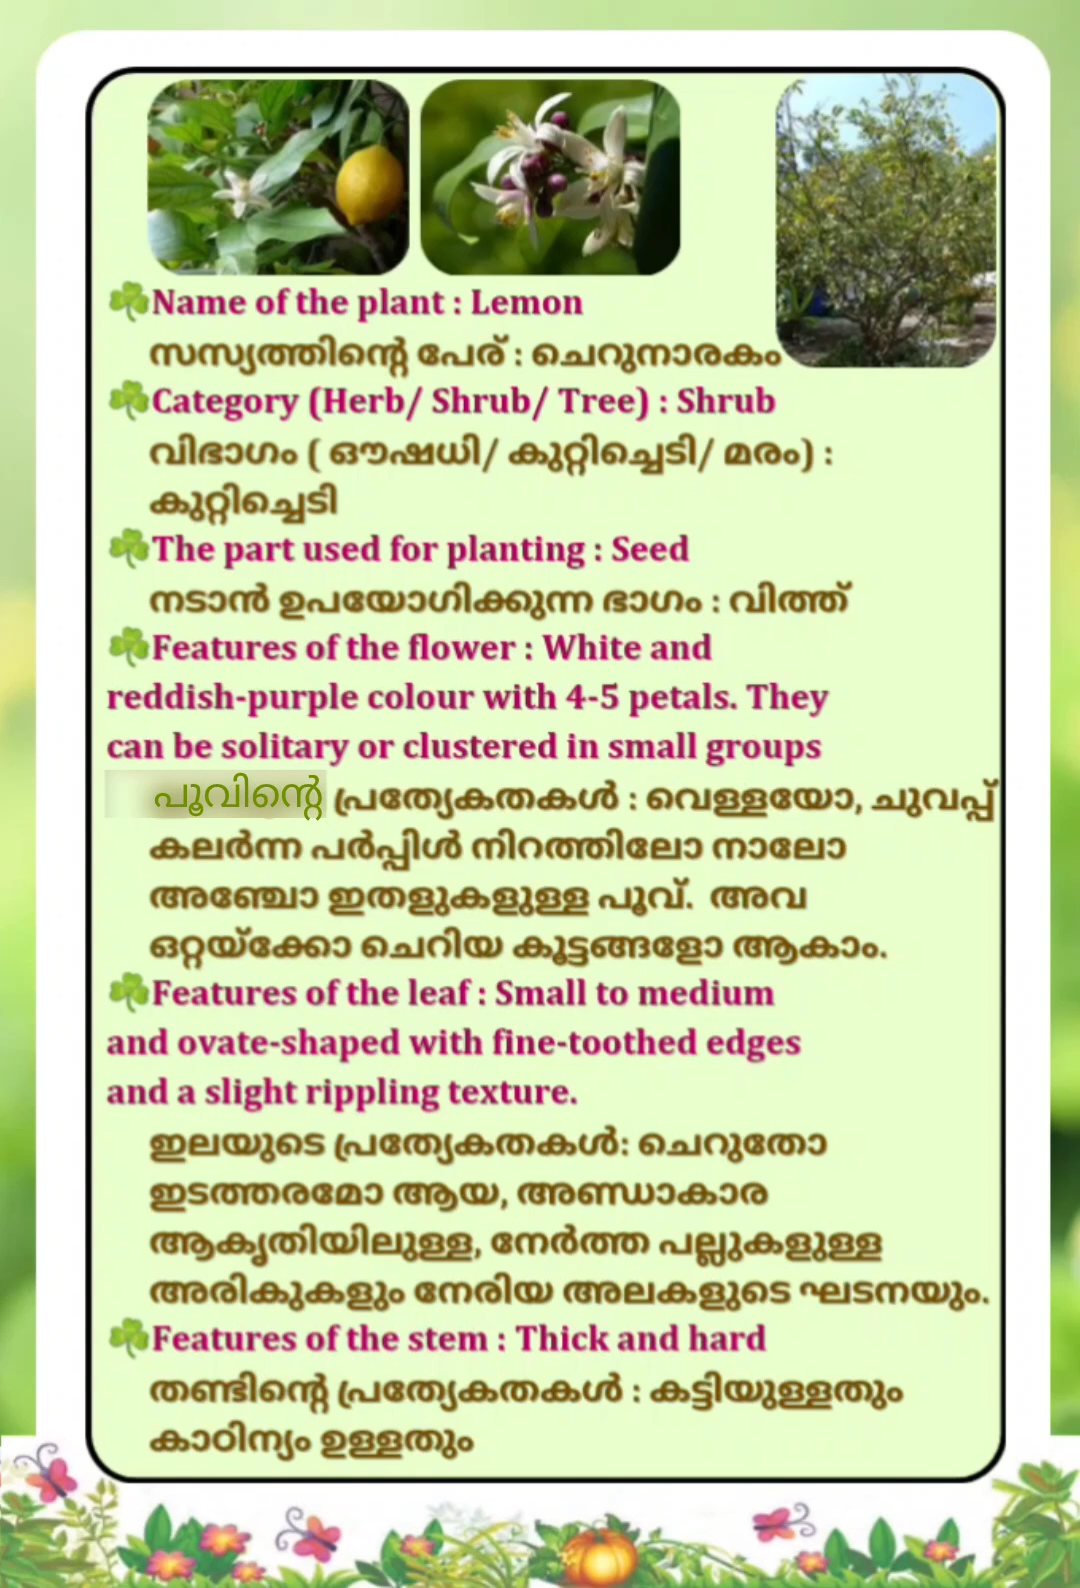 Name of the plant : Lemon
സസ്യത്തിന്റെ പേര് : ചെറുനാരകം
Category (Herb/ Shrub/ Tree) : Shrub
വിഭാഗം ( ഔഷധി/ കുറ്റിച്ചെടി/ മരം) :
കുറ്റിച്ചെടി
The part used for planting : Seed
നടാൻ ഉപയോഗിക്കുന്ന ഭാഗം : വിത്ത്
Features of the flower : White and
reddish-purple colour with 4-5 petals. They
can be solitary or clustered in small groups
പൂവിന്റെ പ്രത്യേകതകൾ : വെള്ളയോ, ചുവപ്പ്
കലർന്ന പർപ്പിൾ നിറത്തിലോ നാലോ
അഞ്ചോ ഇതളുകളുള്ള പൂവ്. അവ
ഒറ്റയ്ക്കോ ചെറിയ കൂട്ടങ്ങളോ ആകാം.
Features of the leaf : Small to medium
and ovate-shaped with fine-toothed edges
and a slight rippling texture.
ഇലയുടെ പ്രത്യേകതകൾ: ചെറുതോ
ഇടത്തരമോ ആയ, അണ്ഡാകാര
ആകൃതിയിലുള്ള, നേർത്ത പല്ലുകളുള്ള
അരികുകളും നേരിയ അലകളുടെ ഘടനയും.
Features of the stem : Thick and hard
തണ്ടിന്റെ പ്രത്യേകതകൾ : കട്ടിയുള്ളതും
കാഠിന്യം ഉള്ളതും